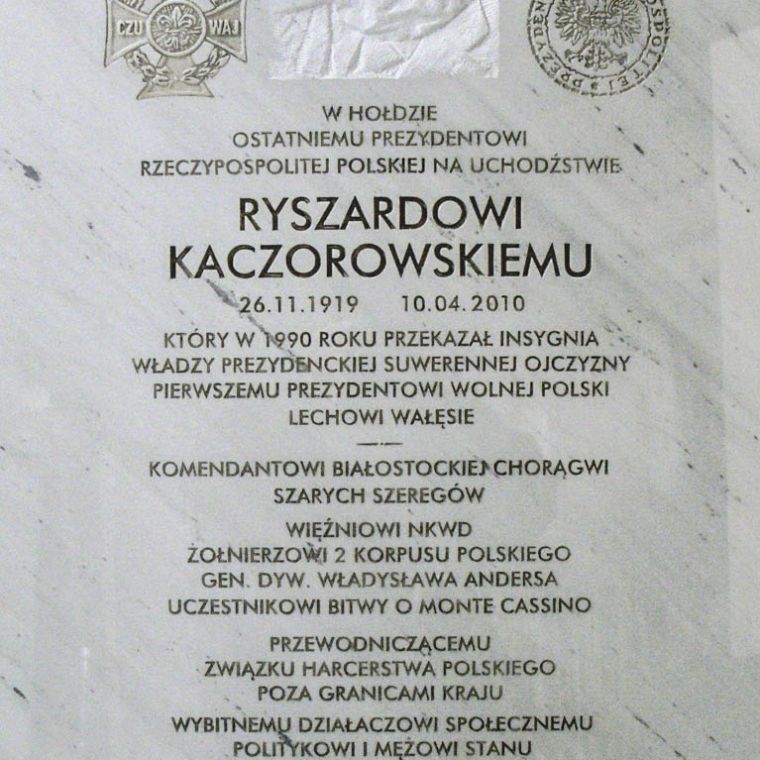 CZUWAJ
PREZYDEN OSPOLITEJ
W HOŁDZIE
OSTATNIEMU PREZYDENTOWI
RZECZYPOSPOLITEJ POLSKIEJ NA UCHODŹSTWIE
RYSZARDOWI
KACZOROWSKIEMU
26.11.1919 10.04.2010
KTÓRY W 1990 ROKU PRZEKAZAŁ INSYGNIA
WŁADZY PREZYDENCKIEJ SUWERENNEJ OJCZYZNY
PIERWSZEMU PREZYDENTOWI WOLNEJ POLSKI
LECHOWI WAŁĘSIE
KOMENDANTOWI BIAŁOSTOCKIEJ CHORĄGWI
SZARYCH SZEREGÓW
WIĘŹNIOWI NKWD
ŻOŁNIERZOWI 2 KORPUSU POLSKIEGO
GEN. DYW. WŁADYSŁAWA ANDERSA
UCZESTNIKOWI BITWY O MONTE CASSINO
PRZEWODNICZĄCEMU
ZWIĄZKU HARCERSTWA POLSKIEGO
POZA GRANICAMI KRAJU
WYBITNEMU DZIAŁACZOWI SPOŁECZNEMU
POLITYKOWI I MĘŻOWI STANU